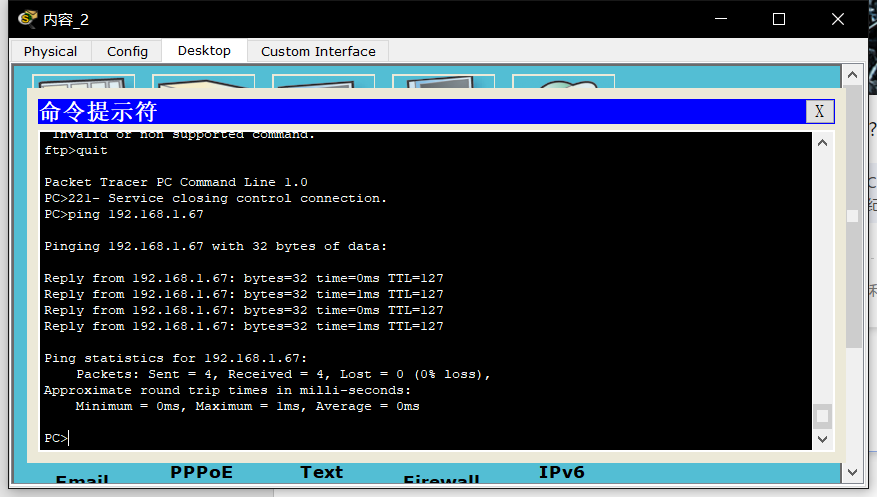 内容_2
Physical Config Desktop Custom Interface
命令提示符 X
Invalid or non supported command.
ftp>quit
Packet Tracer PC Command Line 1.0
PC>221- Service closing control connection.
PC>ping 192.168.1.67
Pinging 192.168.1.67 with 32 bytes of data:
Reply from 192.168.1.67: bytes=32 time=0ms TTL=127
Reply from 192.168.1.67: bytes=32 time=1ms TTL=127
Reply from 192.168.1.67: bytes=32 time=0ms TTL=127
Reply from 192.168.1.67: bytes=32 time=1ms TTL=127
Ping statistics for 192.168.1.67:
Packets: Sent = 4, Received = 4, Lost = 0 (0% loss),
Approximate round trip times in milli-seconds:
Minimum = 0ms, Maximum = 1ms, Average = 0ms
PC>
Email PPPoE Text Firewall IPv6